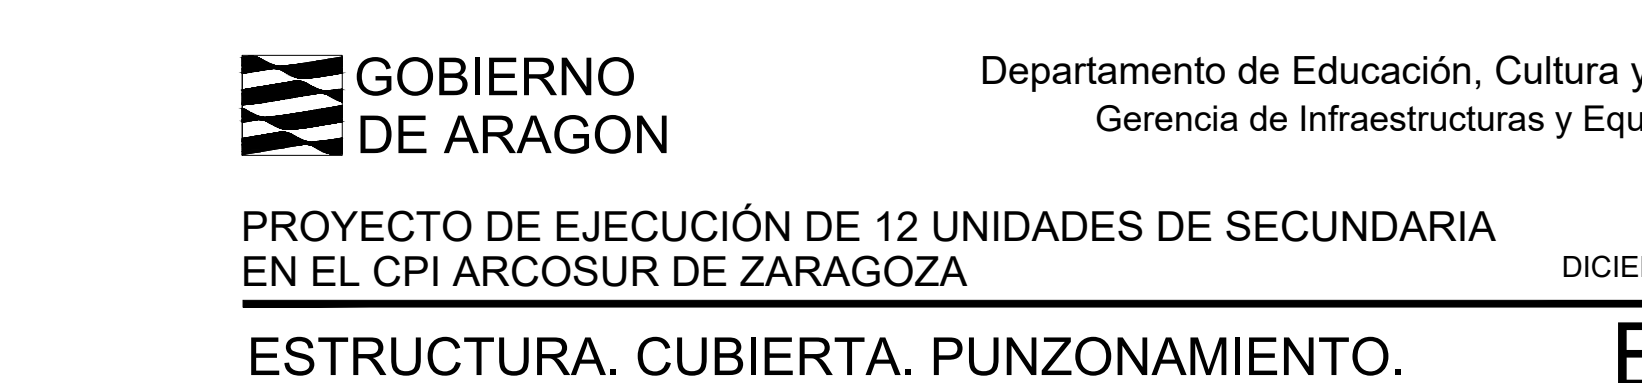 GOBIERNO
DE ARAGON
Departamento de Educación, Cultura y
Gerencia de Infraestructuras y
PROYECTO DE EJECUCIÓN DE 12 UNIDADES DE SECUNDARIA
EN EL CPI ARCOSUR DE ZARAGOZA
ESTRUCTURA. CUBIERTA. PUNZONAMIENTO.